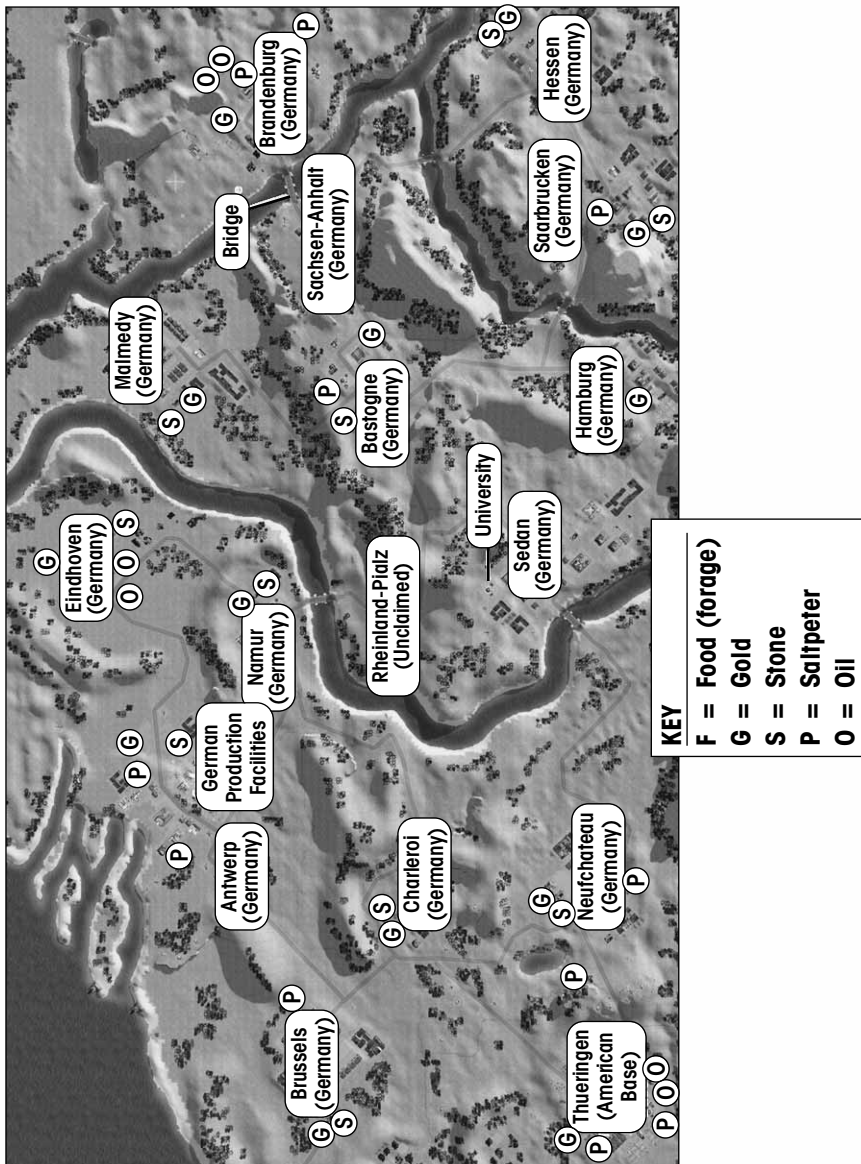 G
Eindhoven
(Germany)
O O S
P G
S
P
Malmedy
(Germany)
S
G
O
O
P
G
P
Brandenburg
(Germany)
Bridge
German
Production
Facilities
Antwerp
(Germany)
Namur
(Germany)
G
S
Sachsen-Anhalt
(Germany)
P
Brussels
(Germany)
G
S
P
S
G
Bastogne
(Germany)
Rheinland-Pialz
(Unclaimed)
G
S
Charleroi
(Germany)
University
Sedan
(Germany)
S
G
Hessen
(Germany)
Saarbrucken
(Germany)
P
G
S
Hamburg
(Germany)
G
G
S
Neufchateau
(Germany)
P
P
Thueringen
(American
Base)
G
P
P O O
KEY
F = Food (forage)
G = Gold
S = Stone
P = Saltpeter
O = Oil